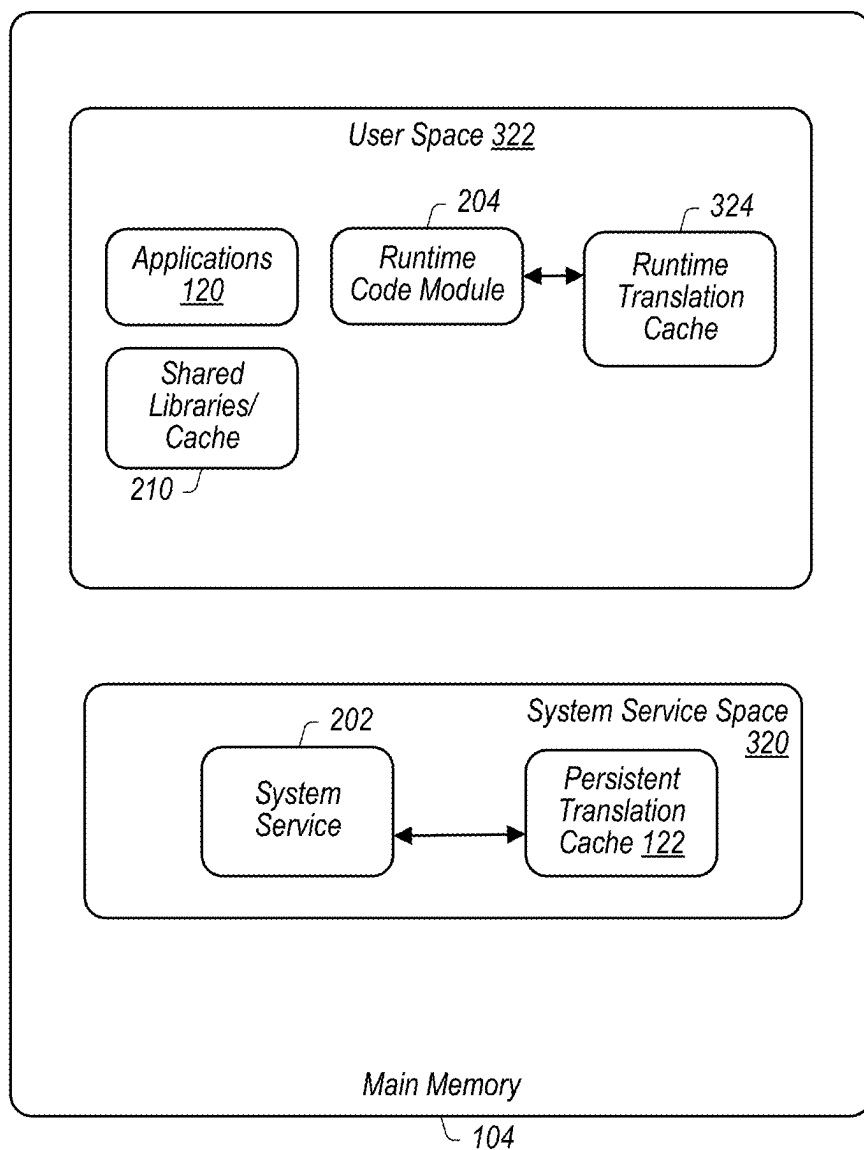 User Space 322
204
324
Applications
120
Runtime
Code Module
Runtime
Translation
Cache
Shared
Libraries/
Cache
210
System Service Space
320
202
System
Service
Persistent
Translation
Cache 122
Main Memory
104